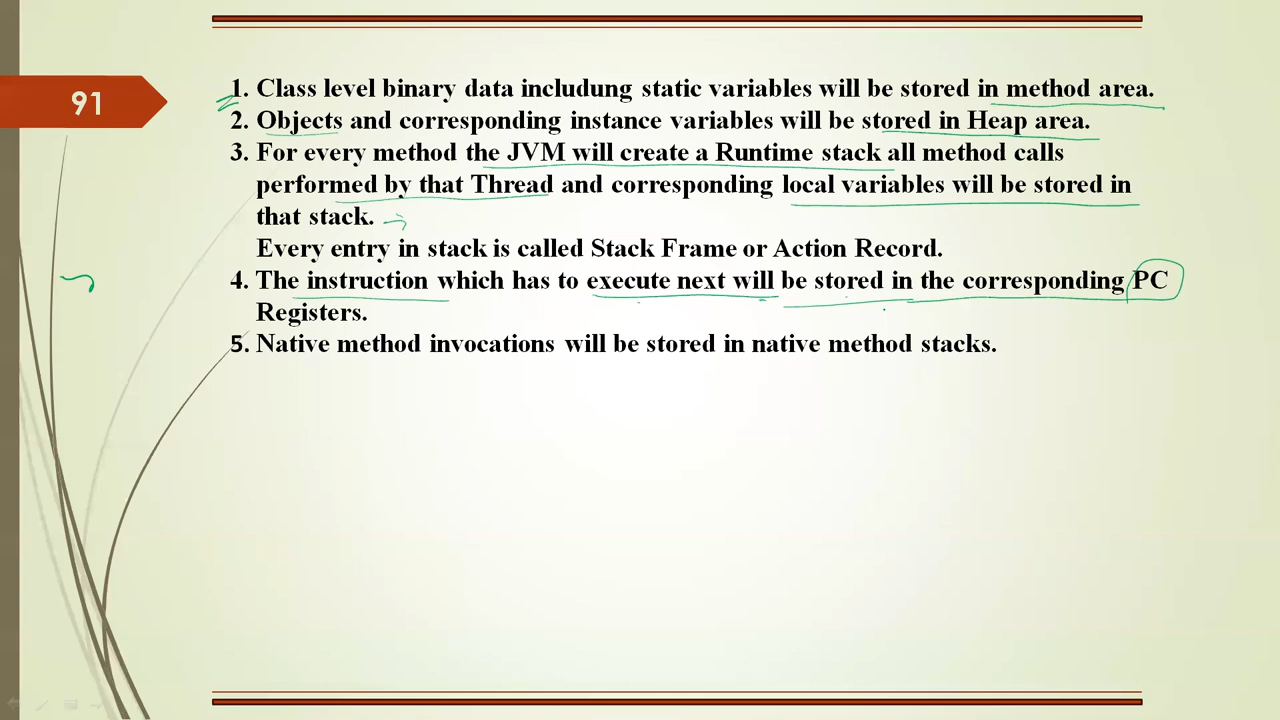 91
1. Class level binary data includung static variables will be stored in method area.
2. Objects and corresponding instance variables will be stored in Heap area.
3. For every method the JVM will create a Runtime stack all method calls
performed by that Thread and corresponding local variables will be stored in
that stack.
Every entry in stack is called Stack Frame or Action Record.
4. The instruction which has to execute next will be stored in the corresponding PC
Registers.
5. Native method invocations will be stored in native method stacks.